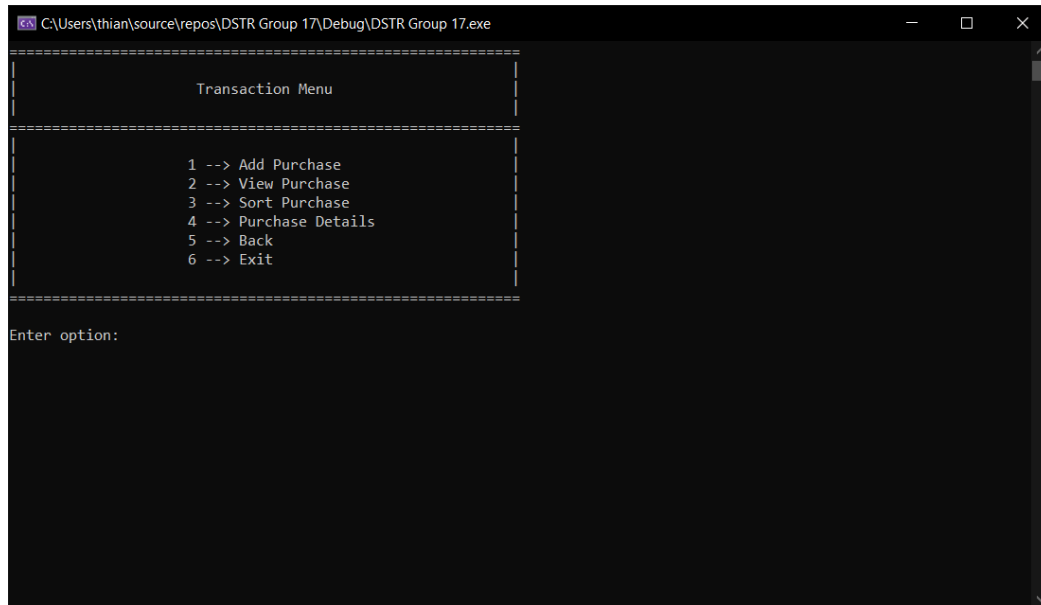 C:\Users\thian\source\repos\DSTR Group 17\Debug\DSTR Group 17.exe
============================================================
|                                                          |
|                     Transaction Menu                     |
|                                                          |
============================================================
|                                                          |
|                    1 --> Add Purchase                    |
|                    2 --> View Purchase                   |
|                    3 --> Sort Purchase                   |
|                    4 --> Purchase Details                |
|                    5 --> Back                            |
|                    6 --> Exit                            |
|                                                          |
============================================================
Enter option: